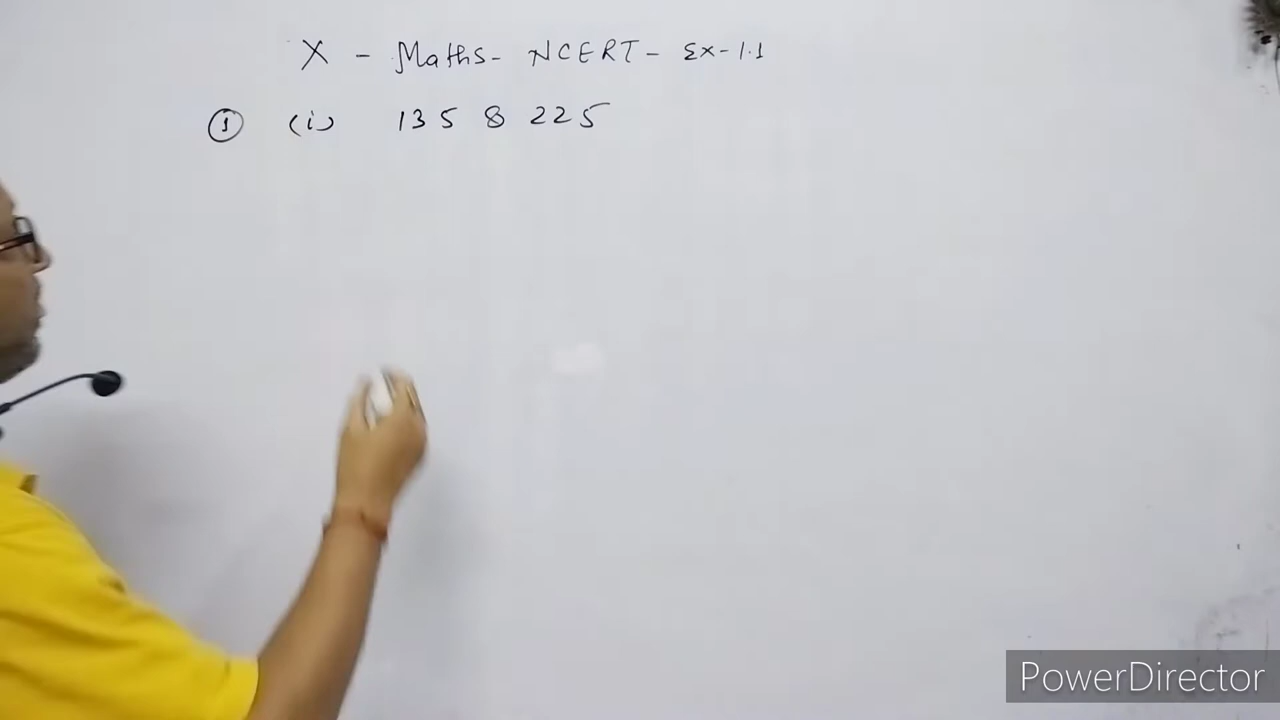 X - Maths - NCERT - Ex-1.1
① (i) 135 & 225
PowerDirector